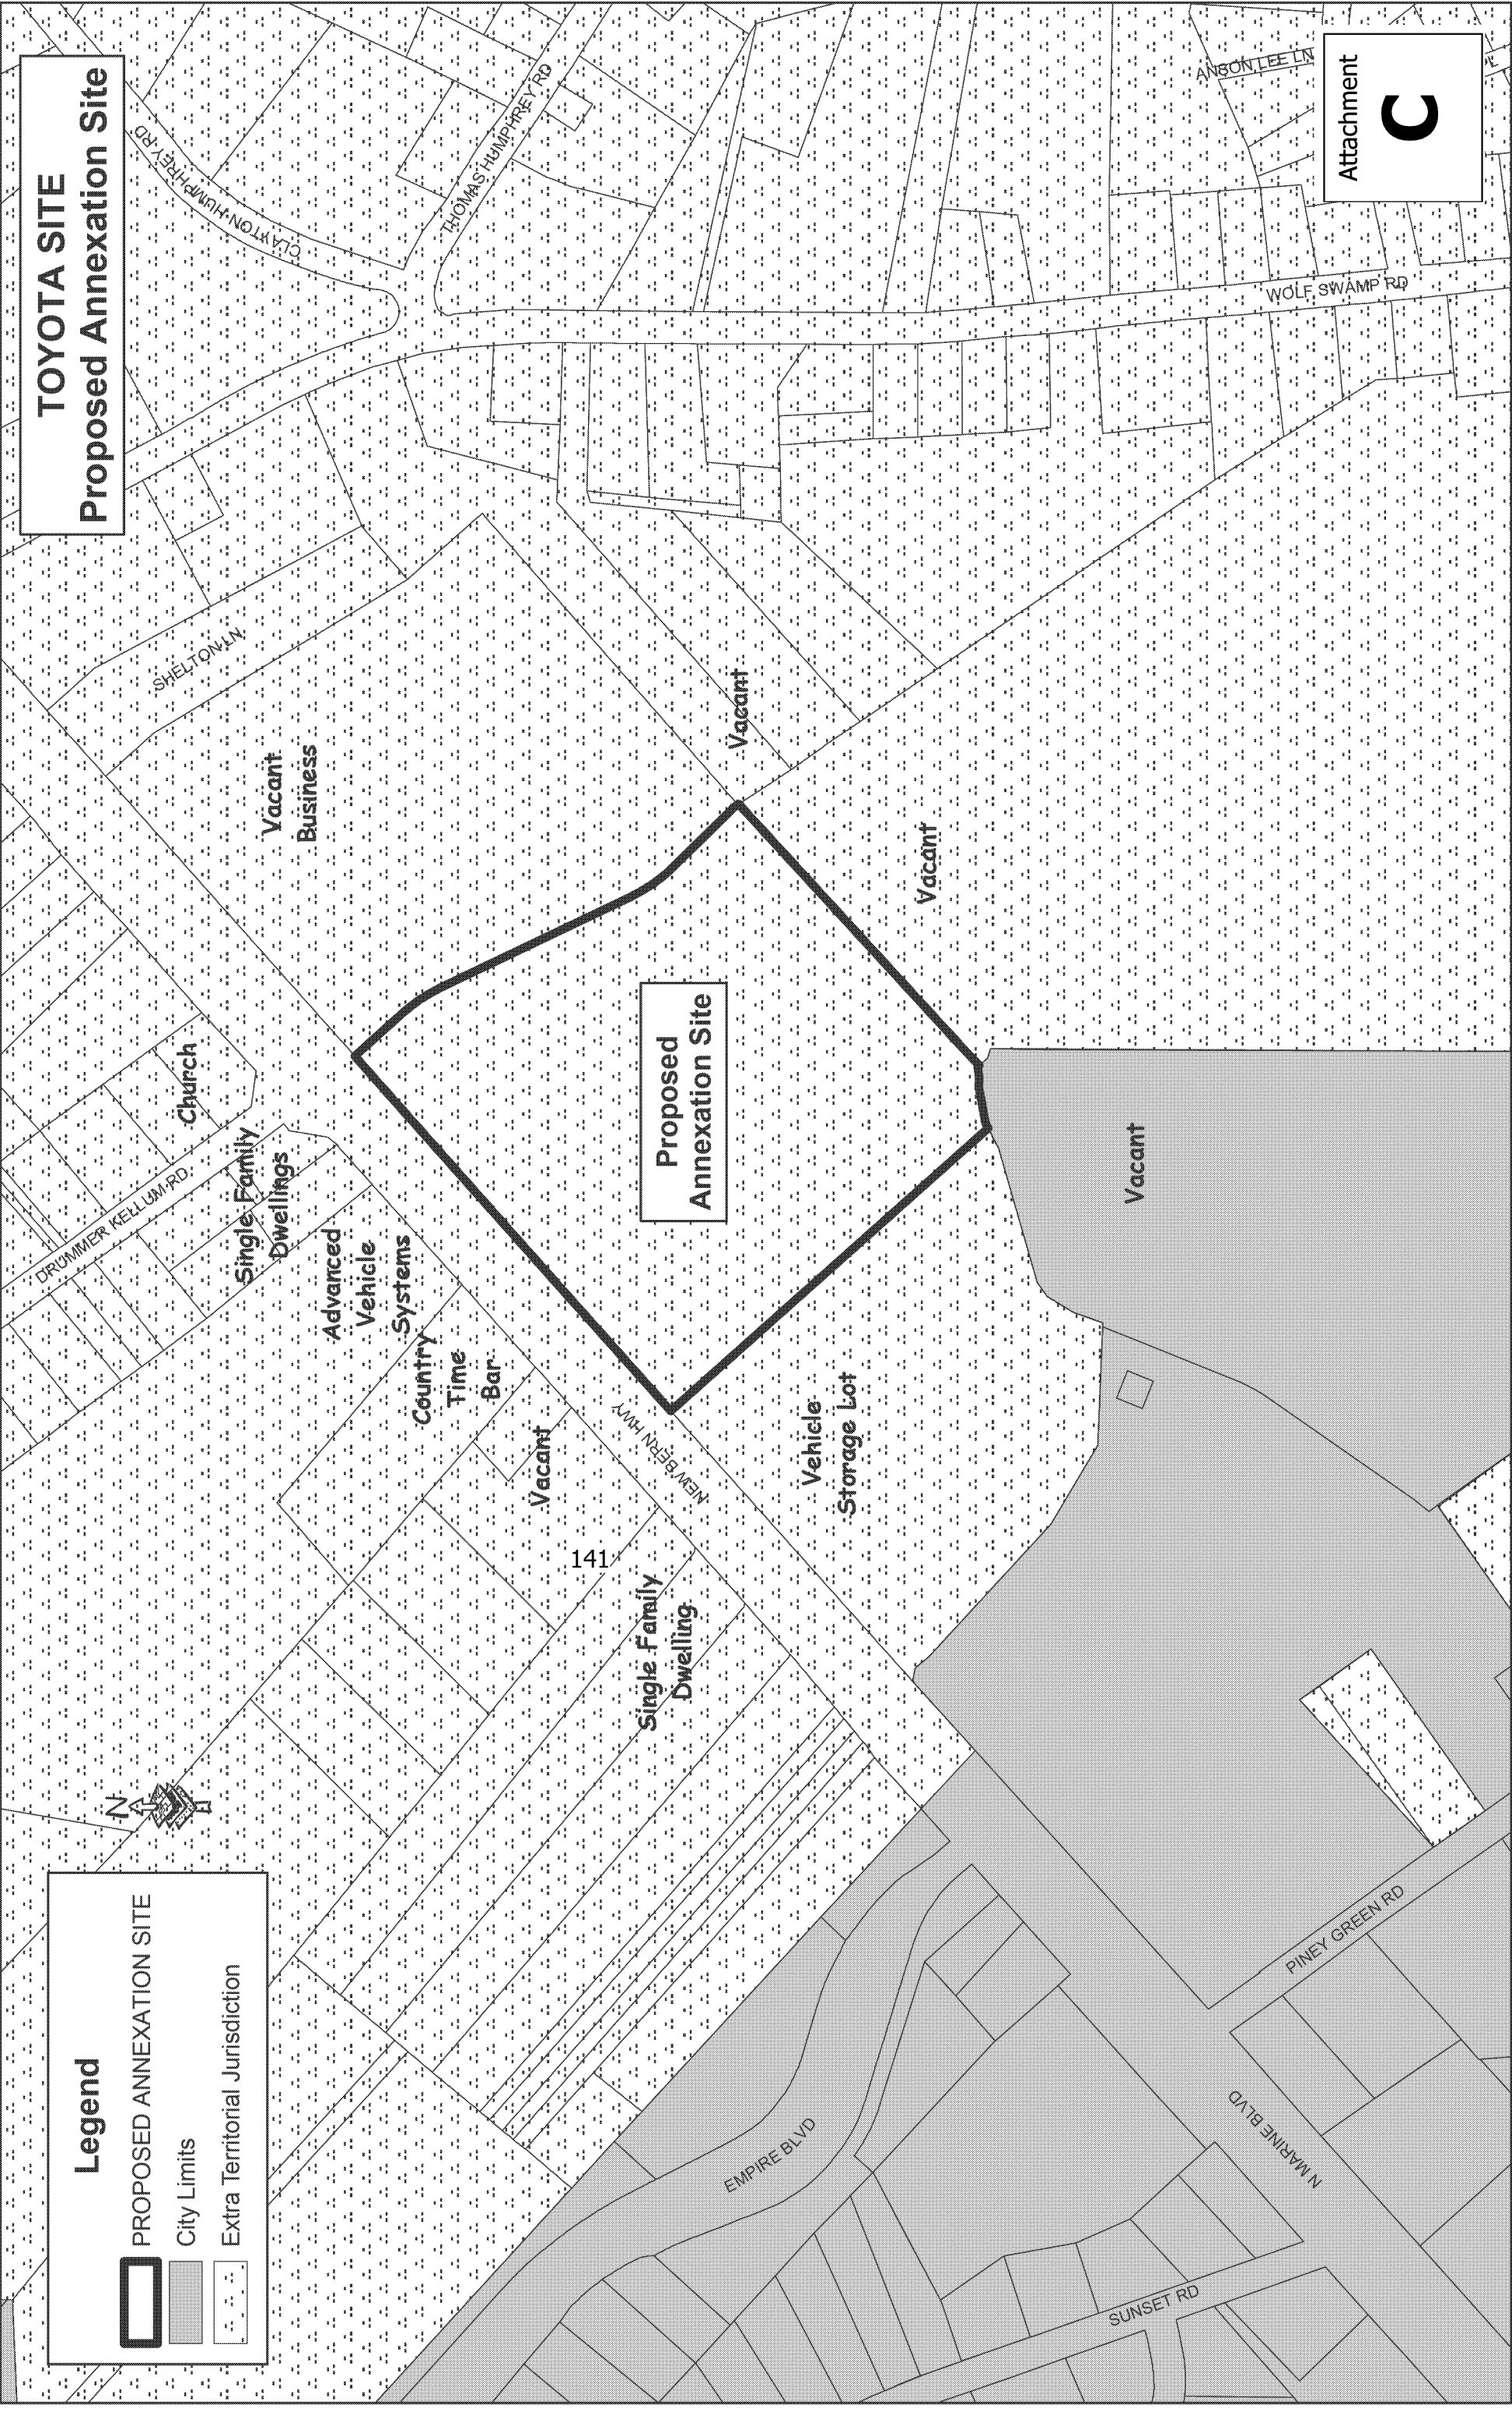 TOYOTA SITE
Proposed Annexation Site
Legend
PROPOSED ANNEXATION SITE
City Limits
Extra Territorial Jurisdiction
N
CLAYTON HUMPHREY RD
THOMAS HUMPHREY RD
ANSON LEE LN
WOLF SWAMP RD
SHELTON LN
DRUMMER KELLUM RD
Church
Single Family
Dwellings
Vacant
Business
Advanced
Vehicle
Systems
Country
Time
Bar
Vacant
NEW BERN HWY
141
Single Family
Dwelling
Proposed
Annexation Site
Vacant
Vacant
Vehicle
Storage Lot
Vacant
EMPIRE BLVD
PINEY GREEN RD
N MARINE BLVD
SUNSET RD
Attachment
C